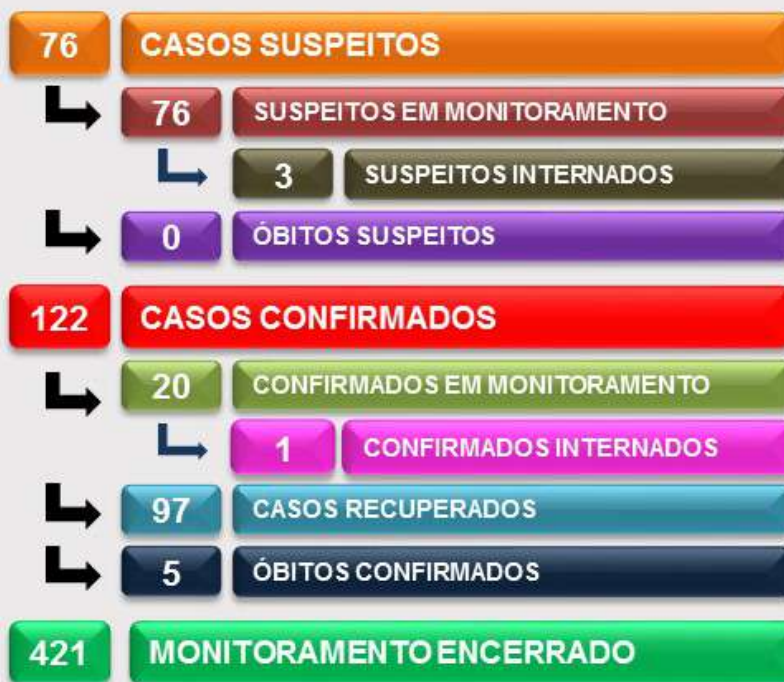 76 CASOS SUSPEITOS
76 SUSPEITOS EM MONITORAMENTO
3 SUSPEITOS INTERNADOS
0 ÓBITOS SUSPEITOS
122 CASOS CONFIRMADOS
20 CONFIRMADOS EM MONITORAMENTO
1 CONFIRMADOS INTERNADOS
97 CASOS RECUPERADOS
5 ÓBITOS CONFIRMADOS
421 MONITORAMENTO ENCERRADO